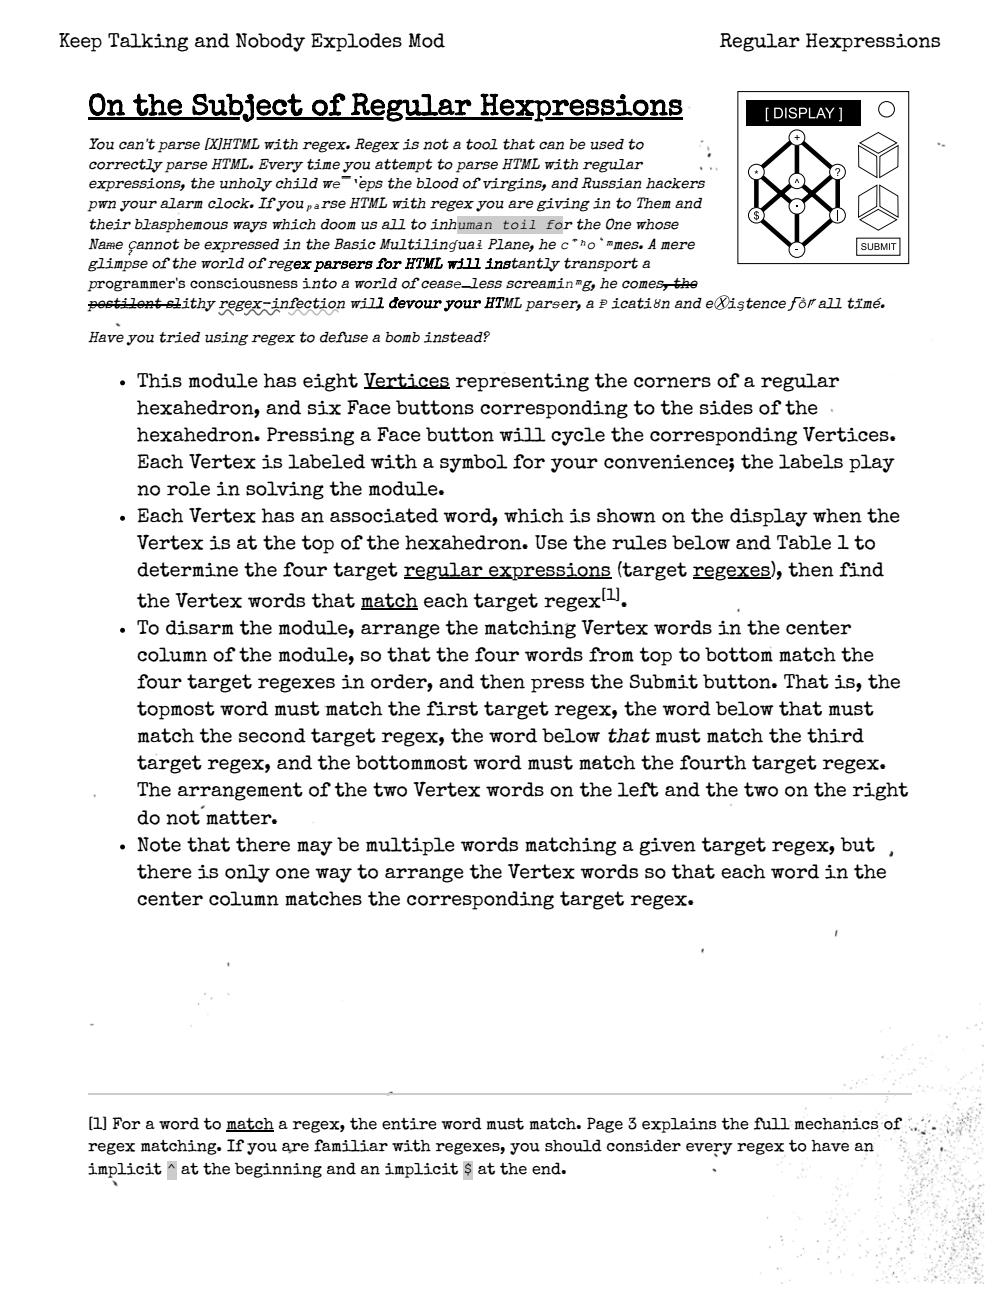 Keep Talking and Nobody Explodes Mod Regular Hexpressions
On the Subject of Regular Hexpressions
[ DISPLAY ]
+
* ?
^
$ • |
-
SUBMIT
You can't parse [X]HTML with regex. Regex is not a tool that can be used to
correctly parse HTML. Every time you attempt to parse HTML with regular
expressions, the unholy child weeps the blood of virgins, and Russian hackers
pwn your alarm clock. If you parse HTML with regex you are giving in to Them and
their blasphemous ways which doom us all to inhuman toil for the One whose
Name cannot be expressed in the Basic Multilingual Plane, he comes. A mere
glimpse of the world of regex parsers for HTML will instantly transport a
programmer's consciousness into a world of ceaseless screaming, he comes, the
pestilent slithy regex-infection will devour your HTML parser, application and existence for all time.
Have you tried using regex to defuse a bomb instead?
• This module has eight Vertices representing the corners of a regular
hexahedron, and six Face buttons corresponding to the sides of the
hexahedron. Pressing a Face button will cycle the corresponding Vertices.
Each Vertex is labeled with a symbol for your convenience; the labels play
no role in solving the module.
• Each Vertex has an associated word, which is shown on the display when the
Vertex is at the top of the hexahedron. Use the rules below and Table 1 to
determine the four target regular expressions (target regexes), then find
the Vertex words that match each target regex[1].
• To disarm the module, arrange the matching Vertex words in the center
column of the module, so that the four words from top to bottom match the
four target regexes in order, and then press the Submit button. That is, the
topmost word must match the first target regex, the word below that must
match the second target regex, the word below that must match the third
target regex, and the bottommost word must match the fourth target regex.
The arrangement of the two Vertex words on the left and the two on the right
do not matter.
• Note that there may be multiple words matching a given target regex, but
there is only one way to arrange the Vertex words so that each word in the
center column matches the corresponding target regex.
[1] For a word to match a regex, the entire word must match. Page 3 explains the full mechanics of
regex matching. If you are familiar with regexes, you should consider every regex to have an
implicit ^ at the beginning and an implicit $ at the end.